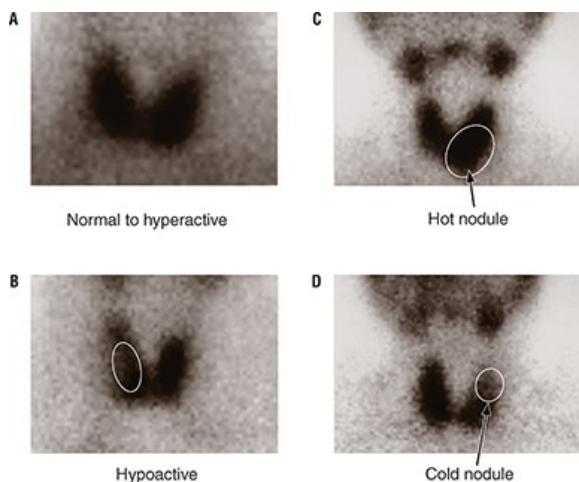 A
Normal to hyperactive
B
Hypoactive
C
Hot nodule
D
Cold nodule